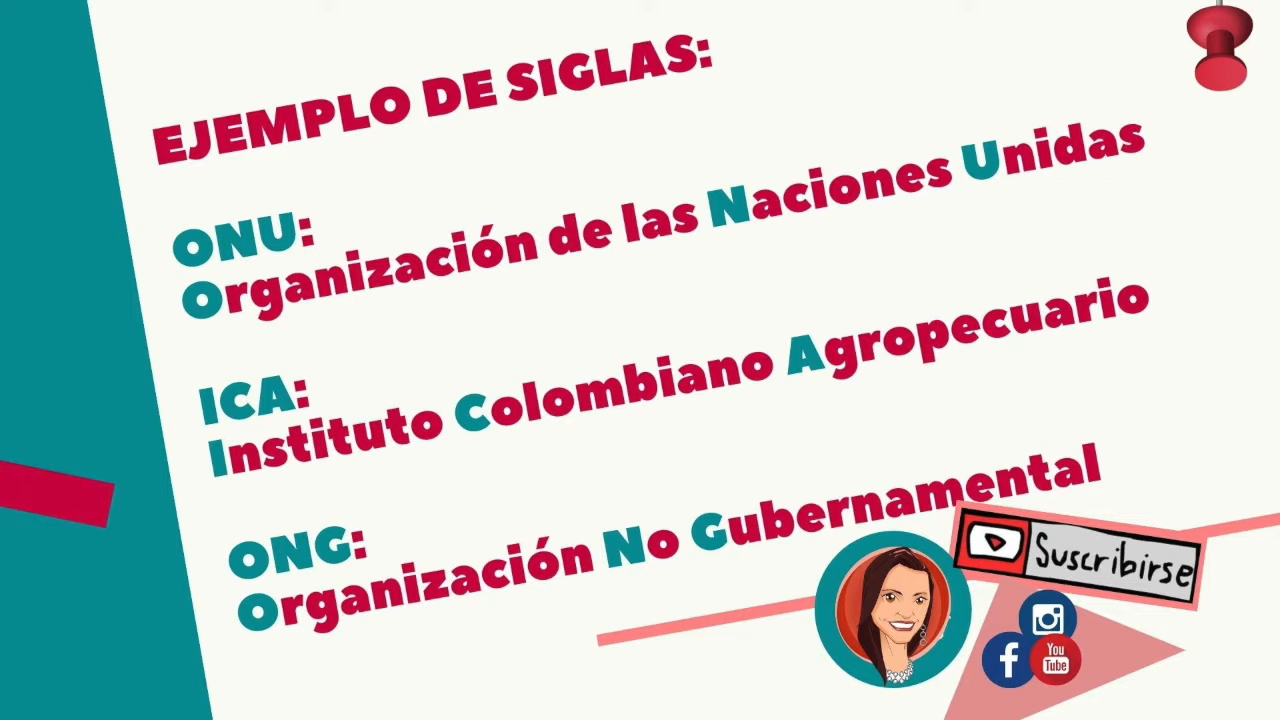 EJEMPLO DE SIGLAS:
ONU:
Organización de las Naciones Unidas
ICA:
Instituto Colombiano Agropecuario
ONG:
Organización No Gubernamental
Suscribirse
f
You
Tube